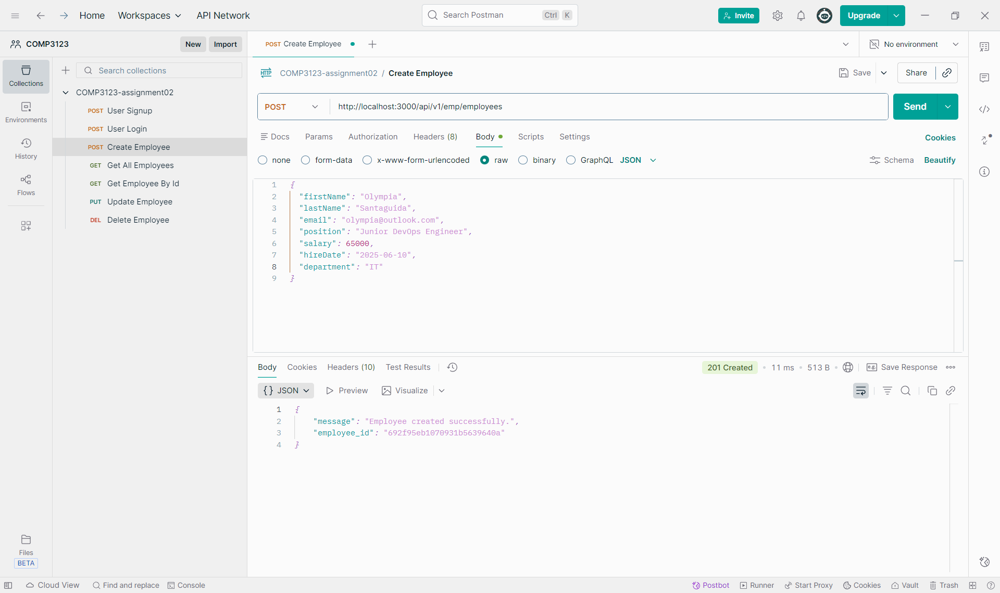 Home Workspaces API Network Search Postman Ctrl K Invite Upgrade
COMP3123 New Import POST Create Employee No environment
Collections
Environments
History
Flows
Files
BETA
Search collections
COMP3123-assignment02
POST User Signup
POST User Login
POST Create Employee
GET Get All Employees
GET Get Employee By Id
PUT Update Employee
DEL Delete Employee
HTTP COMP3123-assignment02 / Create Employee Save Share
POST http://localhost:3000/api/v1/emp/employees Send
Docs Params Authorization Headers (8) Body Scripts Settings Cookies
none form-data x-www-form-urlencoded raw binary GraphQL JSON Schema Beautify
1 {
2 "firstName": "Olympia",
3 "lastName": "Santaguida",
4 "email": "olympia@outlook.com",
5 "position": "Junior DevOps Engineer",
6 "salary": 65000,
7 "hireDate": "2025-06-10",
8 "department": "IT"
9 }
Body Cookies Headers (10) Test Results 201 Created • 11 ms • 513 B • e.g. Save Response
{} JSON Preview Visualize
1 {
2 "message": "Employee created successfully.",
3 "employee_id": "692f95eb1070931b5639640a"
4 }
Cloud View Find and replace Console Postbot Runner Start Proxy Cookies Vault Trash